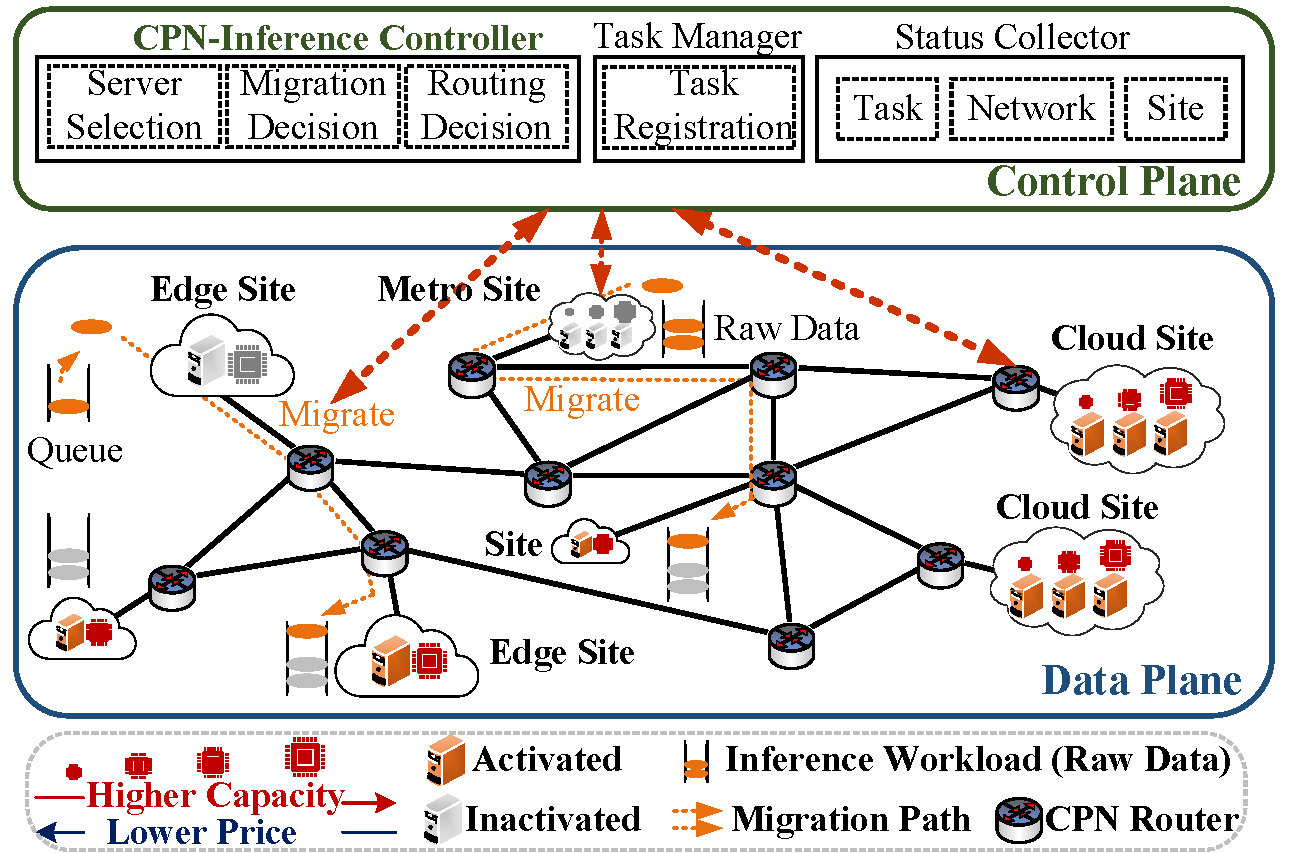 CPN-Inference Controller
Task Manager
Status Collector
Server
Selection
Migration
Decision
Routing
Decision
Task
Registration
Task
Network
Site
Control Plane
Edge Site
Metro Site
Raw Data
Cloud Site
Migrate
Migrate
Queue
Cloud Site
Site
Edge Site
Data Plane
Higher Capacity
Lower Price
Activated
Inactivated
Inference Workload (Raw Data)
Migration Path
CPN Router